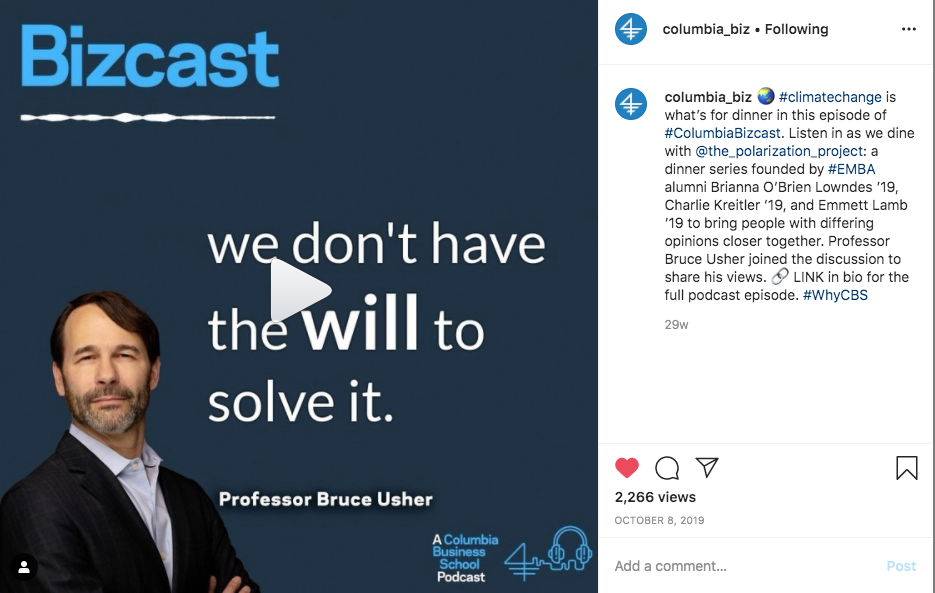 Bizcast
we don't have
the will to
solve it.
Professor Bruce Usher
A Columbia
Business
School
Podcast
columbia_biz • Following
columbia_biz 🌏 #climatechange is
what’s for dinner in this episode of
#ColumbiaBizcast. Listen in as we dine
with @the_polarization_project: a
dinner series founded by #EMBA
alumni Brianna O’Brien Lowndes ’19,
Charlie Kreitler ’19, and Emmett Lamb
’19 to bring people with differing
opinions closer together. Professor
Bruce Usher joined the discussion to
share his views. 🔗 LINK in bio for the
full podcast episode. #WhyCBS
29w
2,266 views
OCTOBER 8, 2019
Add a comment...
Post